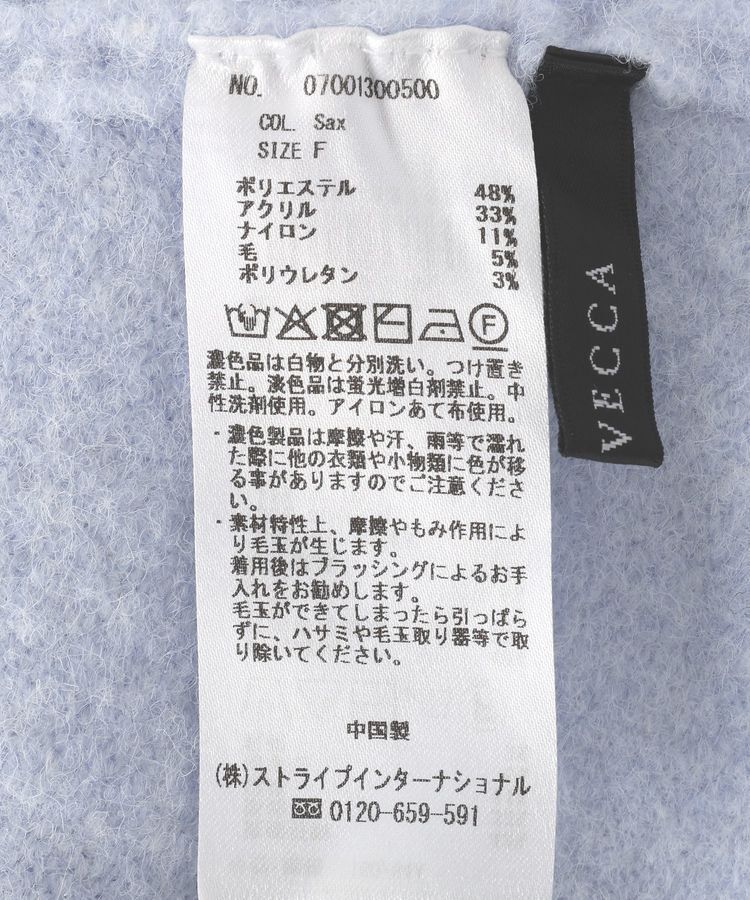 NO. 07001300500
COL. Sax
SIZE F
ポリエステル 48%
アクリル 33%
ナイロン 11%
毛 5%
ポリウレタン 3%
F
濃色品は白物と分別洗い。つけ置き
禁止。淡色品は蛍光増白剤禁止。中
性洗剤使用。アイロンあて布使用。
・濃色製品は摩擦や汗、雨等で濡れ
た際に他の衣類や小物類に色が移
る事がありますのでご注意くださ
い。
・素材特性上、摩擦やもみ作用によ
り毛玉が生じます。
着用後はブラッシングによるお手
入れをお勧めします。
毛玉ができてしまったら引っぱら
ずに、ハサミや毛玉取り器等で取
り除いてください。
中国製
(株)ストライプインターナショナル
0120-659-591
VECCA